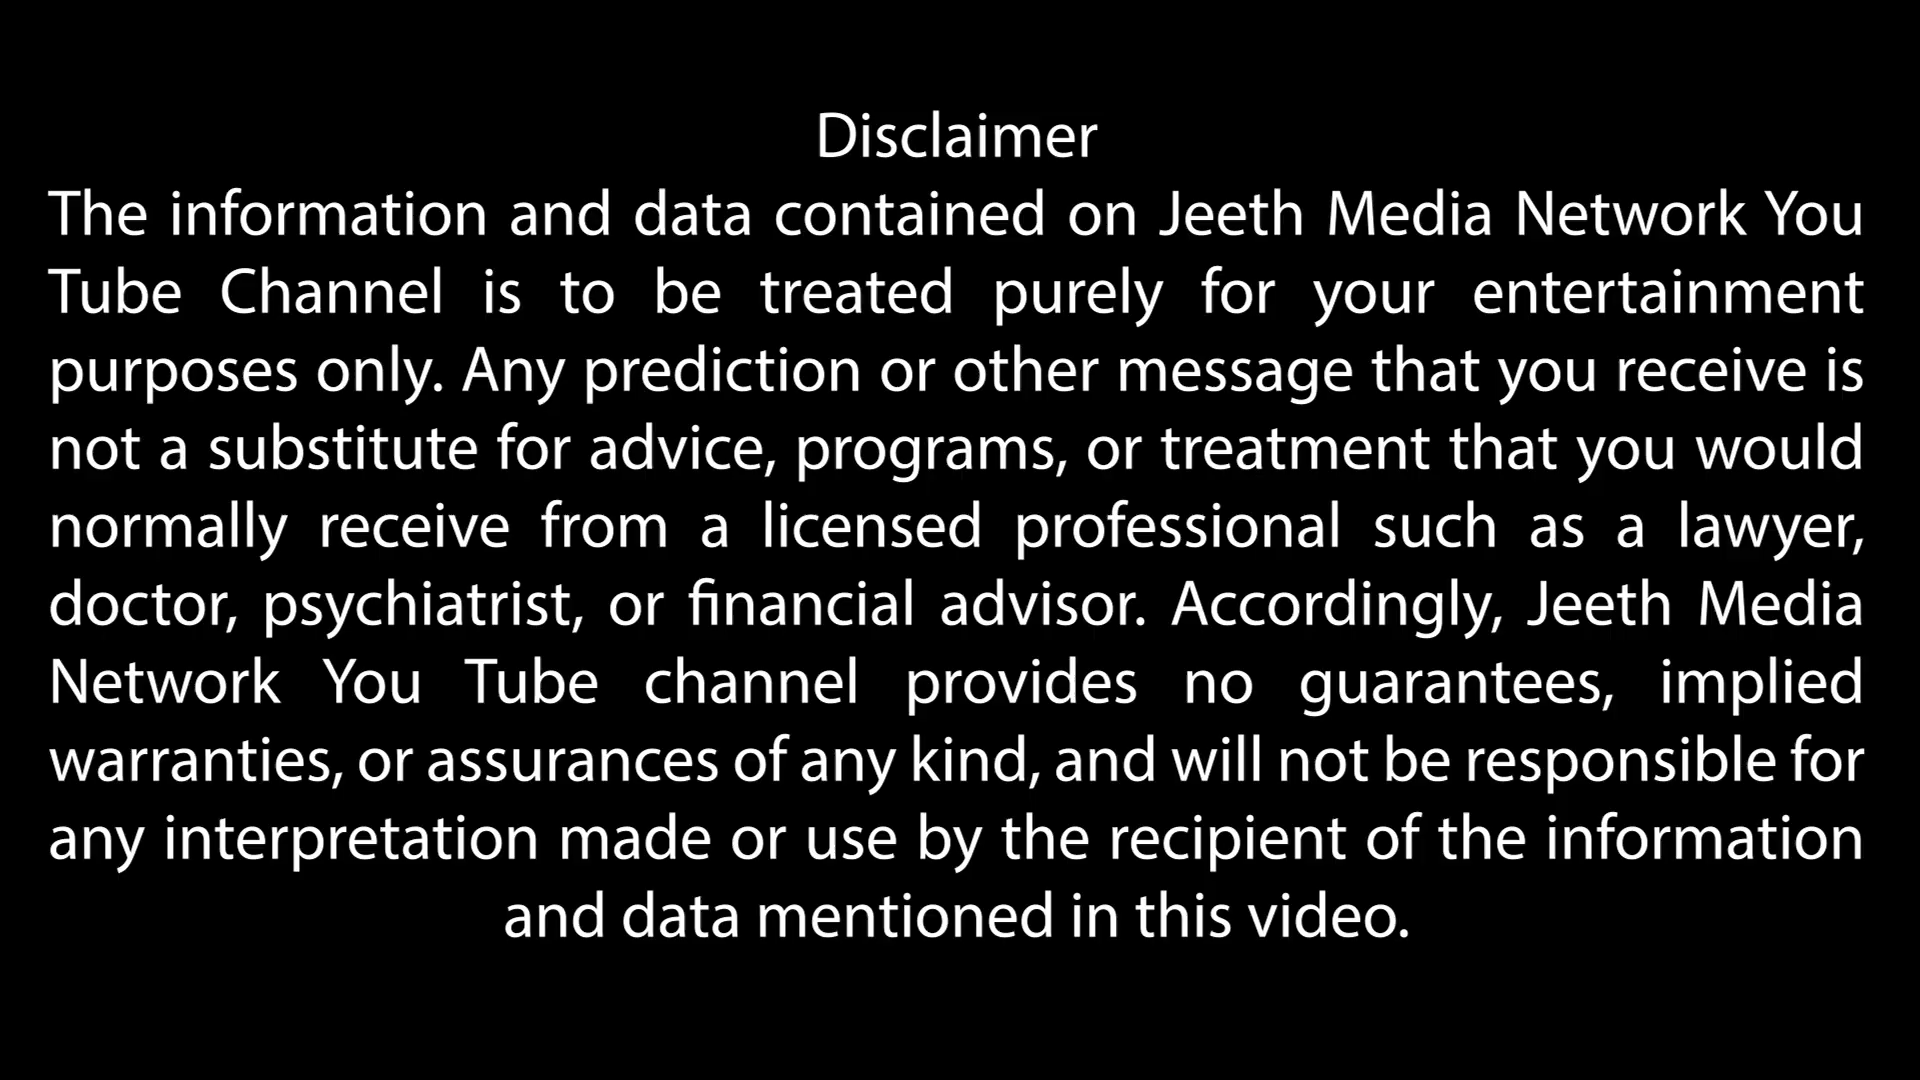 Disclaimer
The information and data contained on Jeeth Media Network You
Tube Channel is to be treated purely for your entertainment
purposes only. Any prediction or other message that you receive is
not a substitute for advice, programs, or treatment that you would
normally receive from a licensed professional such as a lawyer,
doctor, psychiatrist, or financial advisor. Accordingly, Jeeth Media
Network You Tube channel provides no guarantees, implied
warranties, or assurances of any kind, and will not be responsible for
any interpretation made or use by the recipient of the information
and data mentioned in this video.